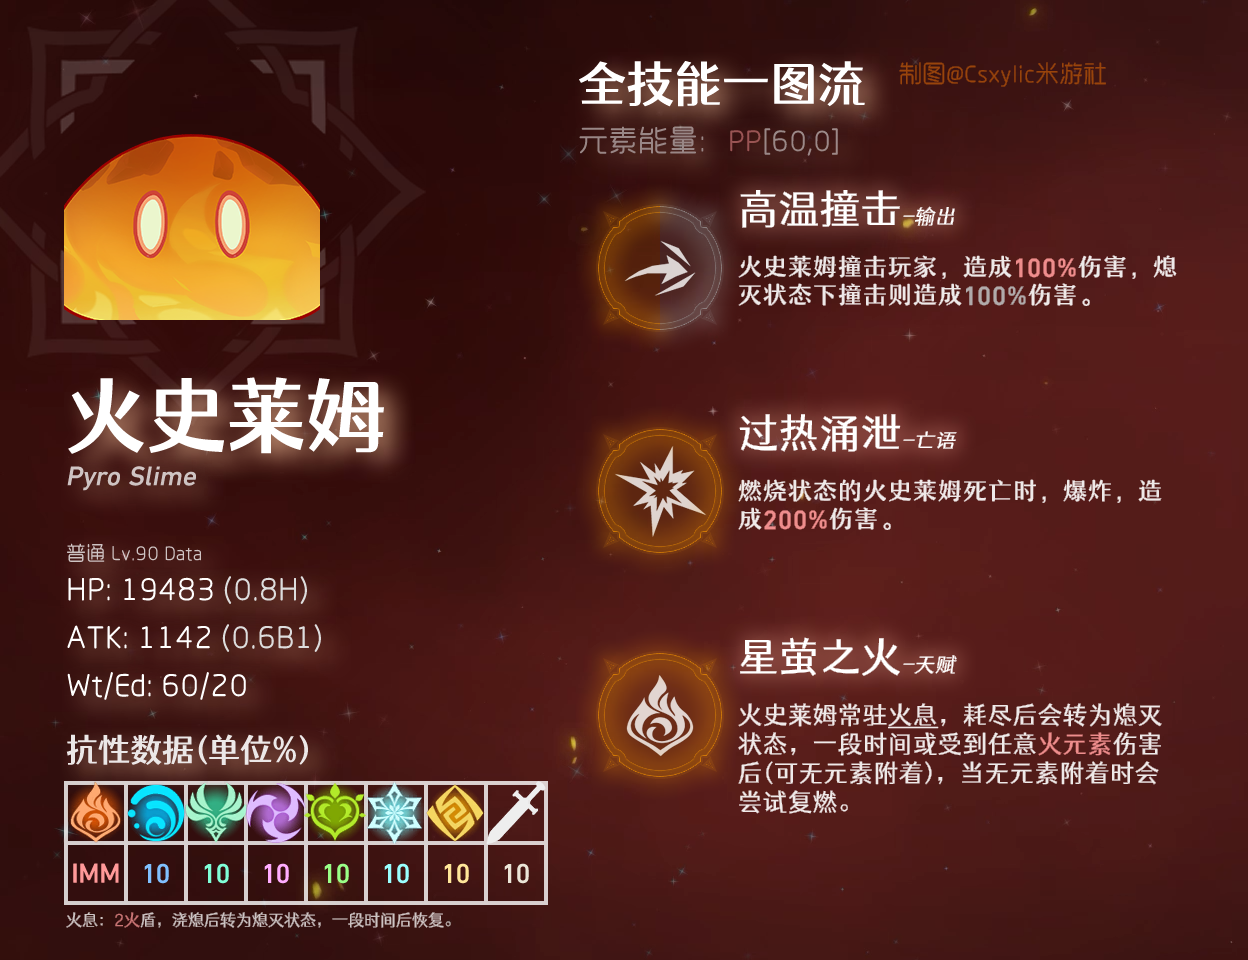 全技能一图流
制图@Csxylic米游社
元素能量： PP[60,0]
高温撞击–输出
火史莱姆撞击玩家，造成100%伤害，熄
灭状态下撞击则造成100%伤害。
过热涌泄–亡语
燃烧状态的火史莱姆死亡时，爆炸，造
成200%伤害。
星萤之火–天赋
火史莱姆常驻火息，耗尽后会转为熄灭
状态，一段时间或受到任意火元素伤害
后(可无元素附着)，当无元素附着时会
尝试复燃。
火史莱姆
Pyro Slime
普通 Lv.90 Data
HP: 19483 (0.8H)
ATK: 1142 (0.6B1)
Wt/Ed: 60/20
抗性数据(单位%)
IMM 10 10 10 10 10 10 10
火息：2火盾，浇熄后转为熄灭状态，一段时间后恢复。